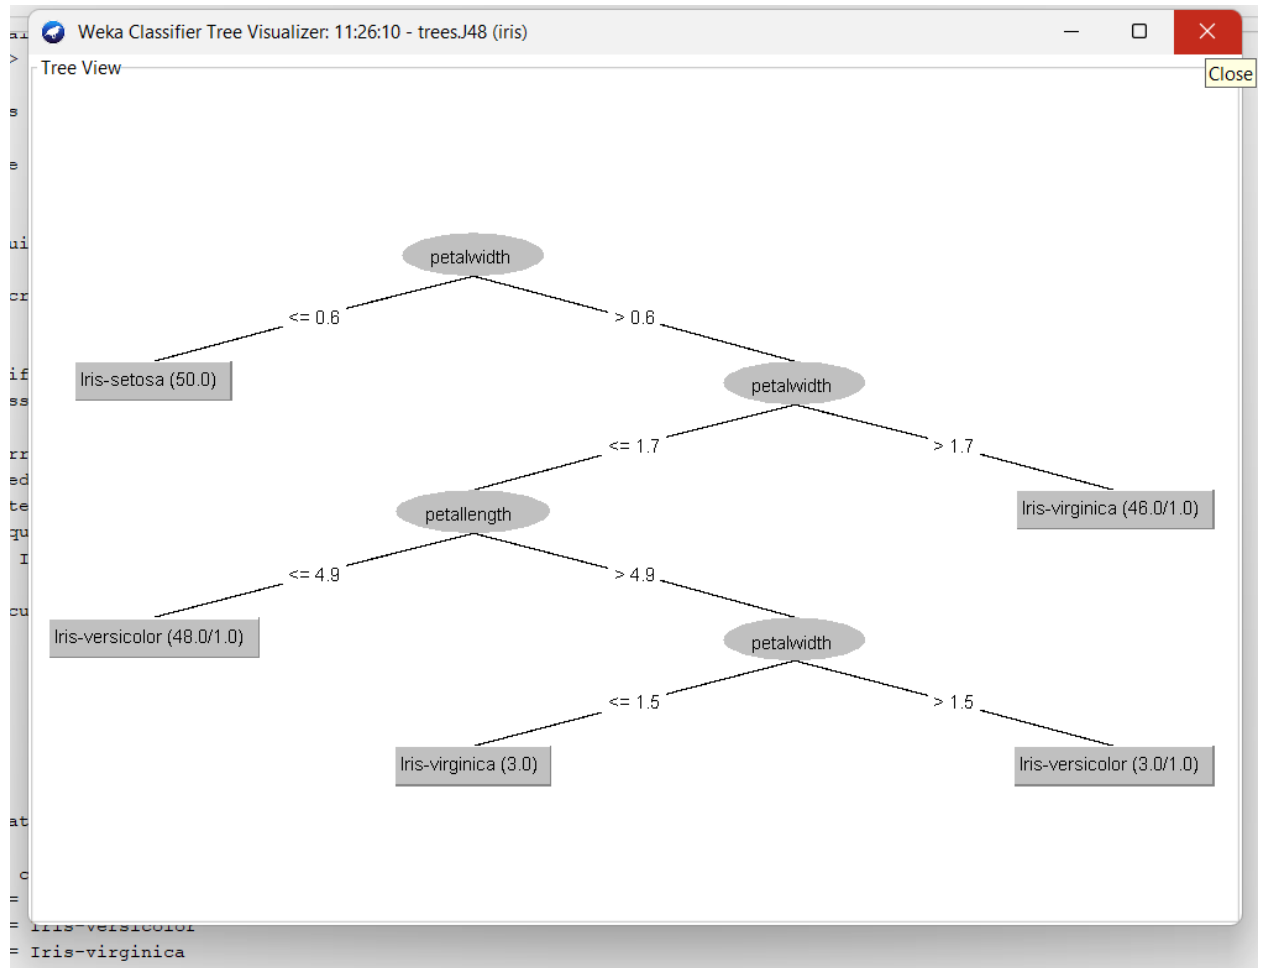 Weka Classifier Tree Visualizer: 11:26:10 - trees.J48 (iris)
Tree View
Close
petalwidth
<= 0.6
> 0.6
Iris-setosa (50.0)
petalwidth
<= 1.7
> 1.7
petallength
Iris-virginica (46.0/1.0)
<= 4.9
> 4.9
Iris-versicolor (48.0/1.0)
petalwidth
<= 1.5
> 1.5
Iris-virginica (3.0)
Iris-versicolor (3.0/1.0)
= Iris-versicolor
= Iris-virginica